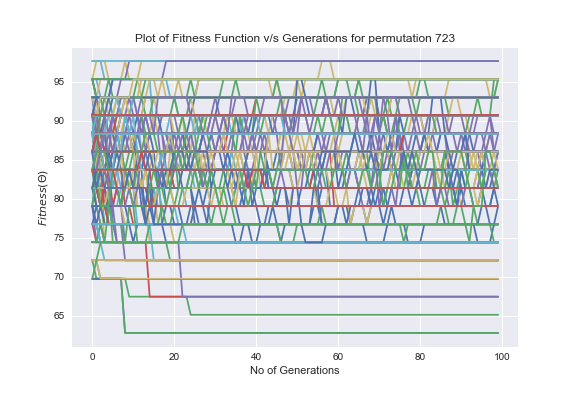 Plot of Fitness Function v/s Generations for permutation 723
95
90
85
80
75
70
65
Fitness(Θ)
0 20 40 60 80 100
No of Generations